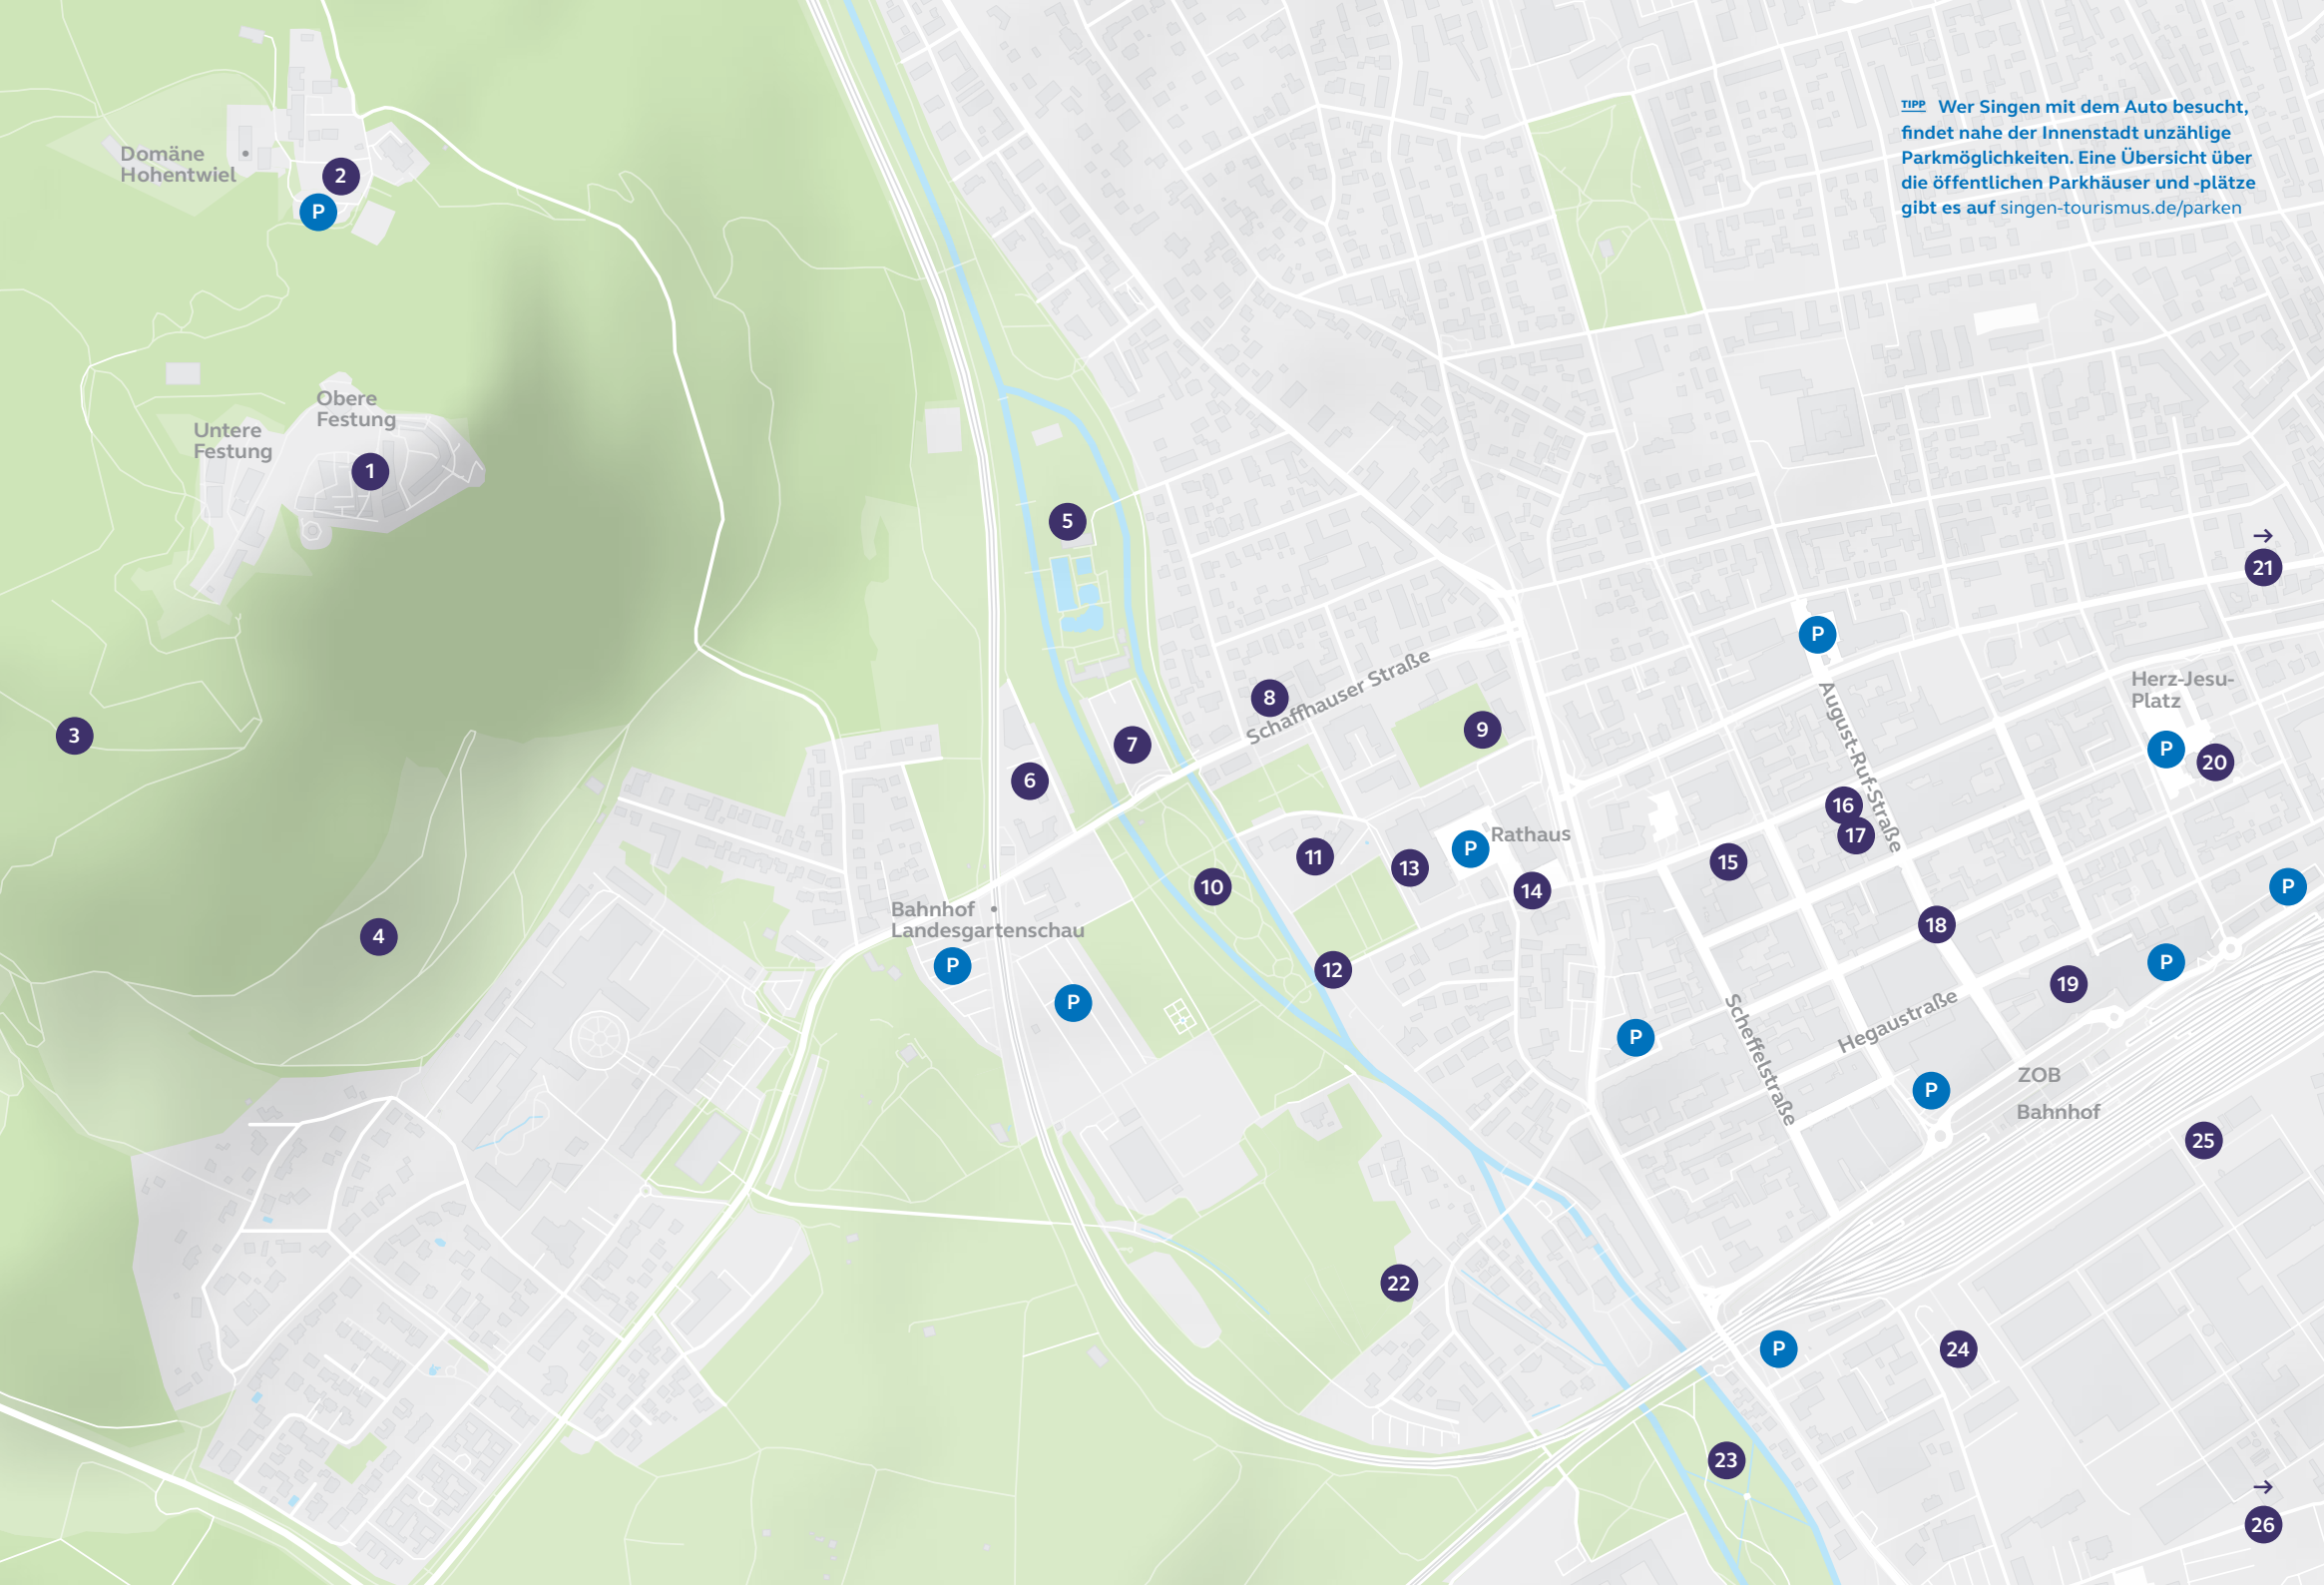 TIPP Wer Singen mit dem Auto besucht,
findet nahe der Innenstadt unzählige
Parkmöglichkeiten. Eine Übersicht über
die öffentlichen Parkhäuser und -plätze
gibt es auf singen-tourismus.de/parken
Domäne
Hohentwiel
2
P
Obere
Festung
Untere
Festung
1
5
→
21
P
Schaffhauser Straße
8
9
August-Ruf-Straße
Herz-Jesu-
Platz
P
20
3
7
6
16
17
Rathaus
P
11
13
15
10
14
P
4
Bahnhof
Landesgartenschau
P
P
12
18
P
19
Scheffelstraße
Hegaustraße
P
P
ZOB
Bahnhof
25
22
P
24
23
→
26